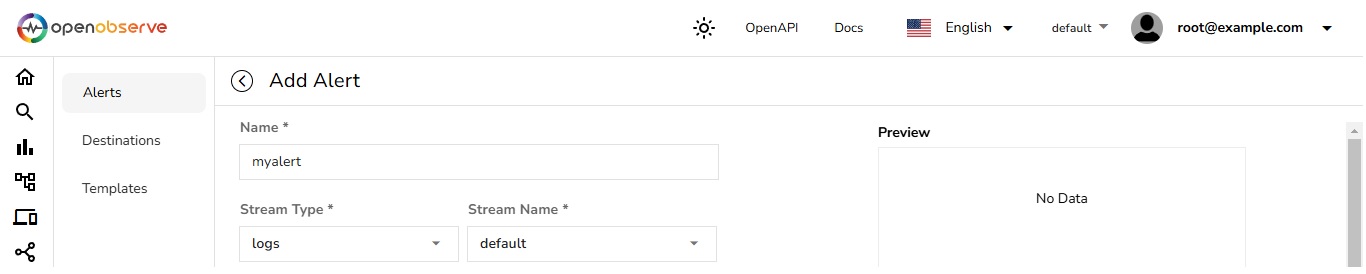 openobserve
OpenAPI Docs English default root@example.com
Alerts
Destinations
Templates
Add Alert
Name *
myalert
Stream Type * Stream Name *
logs default
Preview
No Data